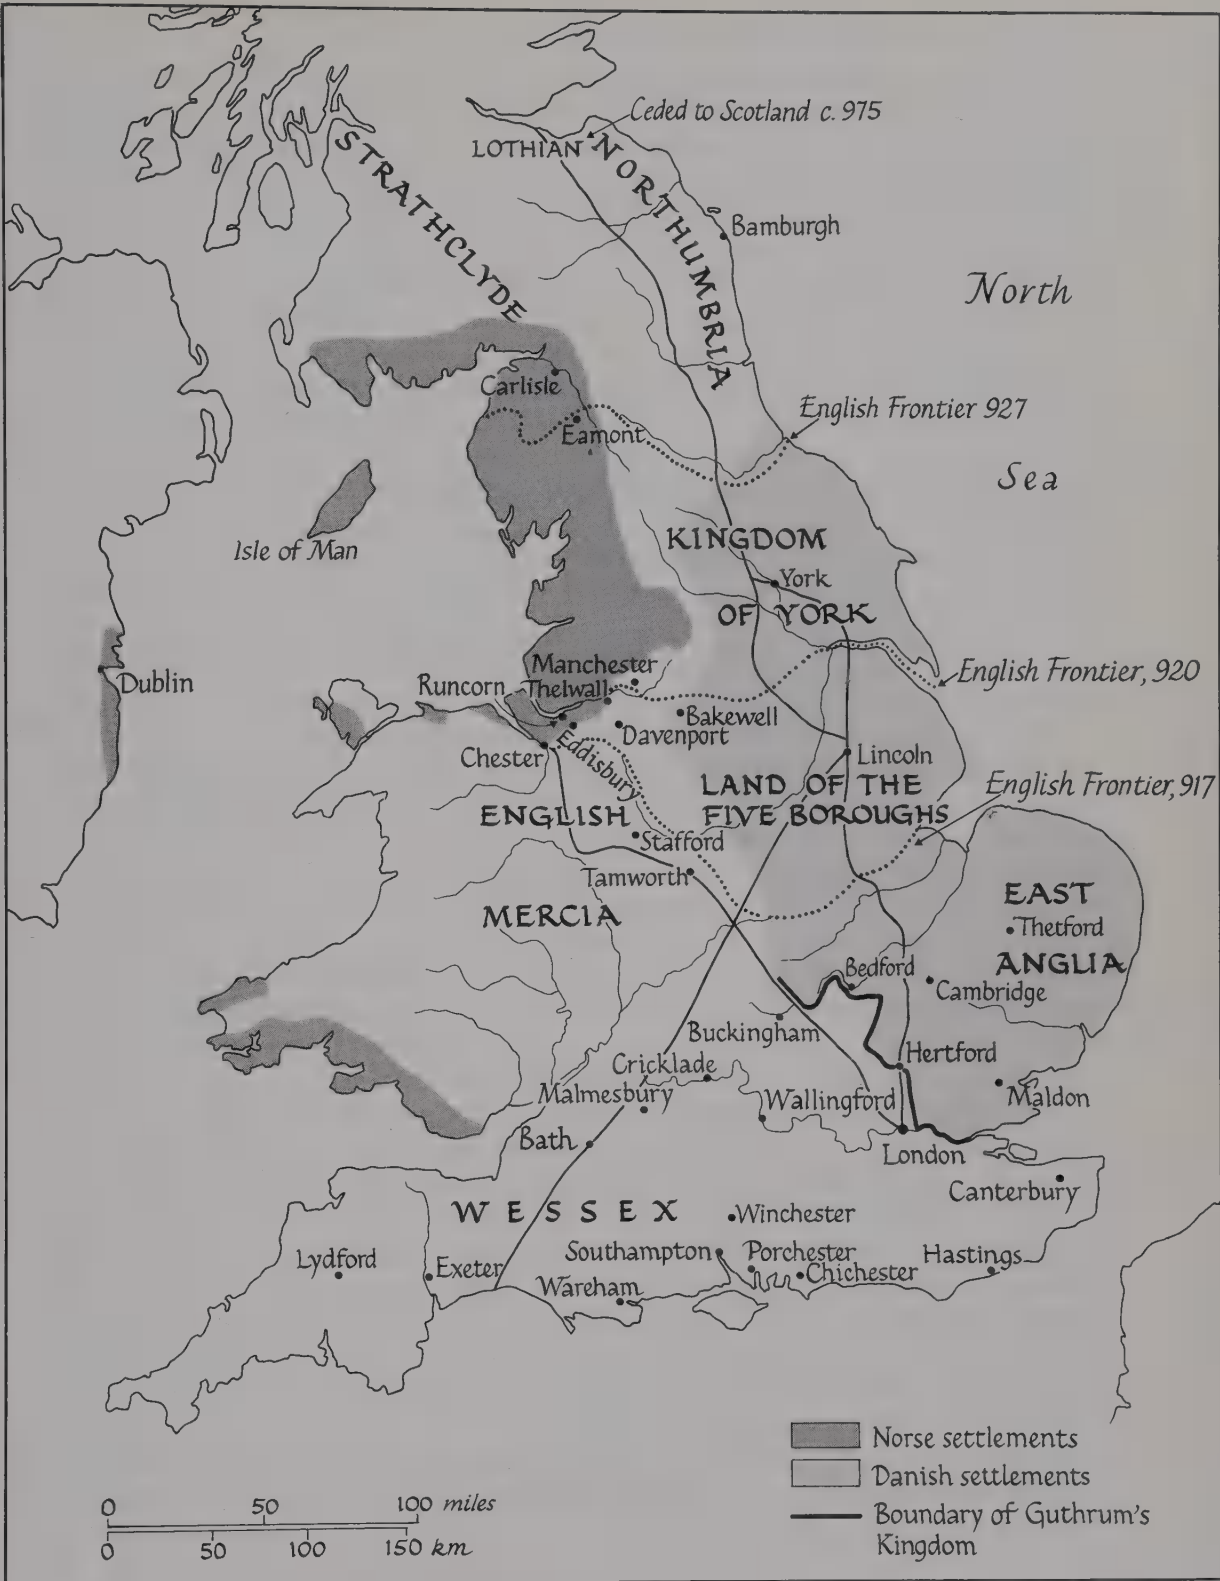 Ceded to Scotland c. 975
LOTHIAN
NORTHUMBRIA
STRATHCLYDE
Bamburgh
North
Sea
Carlisle
English Frontier 927
Eamont
KINGDOM
Isle of Man
York
OF YORK
Manchester
English Frontier, 920
Dublin
Runcorn
Thelwall
Bakewell
Davenport
Chester
Eddisbury
Lincoln
LAND OF THE
FIVE BOROUGHS
English Frontier, 917
ENGLISH
Stafford
Tamworth
MERCIA
EAST
Thetford
ANGLIA
Bedford
Cambridge
Buckingham
Hertford
Cricklade
Malmesbury
Wallingford
Maldon
Bath
London
Canterbury
WESSEX
Winchester
Lydford
Exeter
Southampton
Porchester
Chichester
Hastings
Wareham
Norse settlements
Danish settlements
Boundary of Guthrum's
Kingdom
0 50 100 miles
0 50 100 150 km